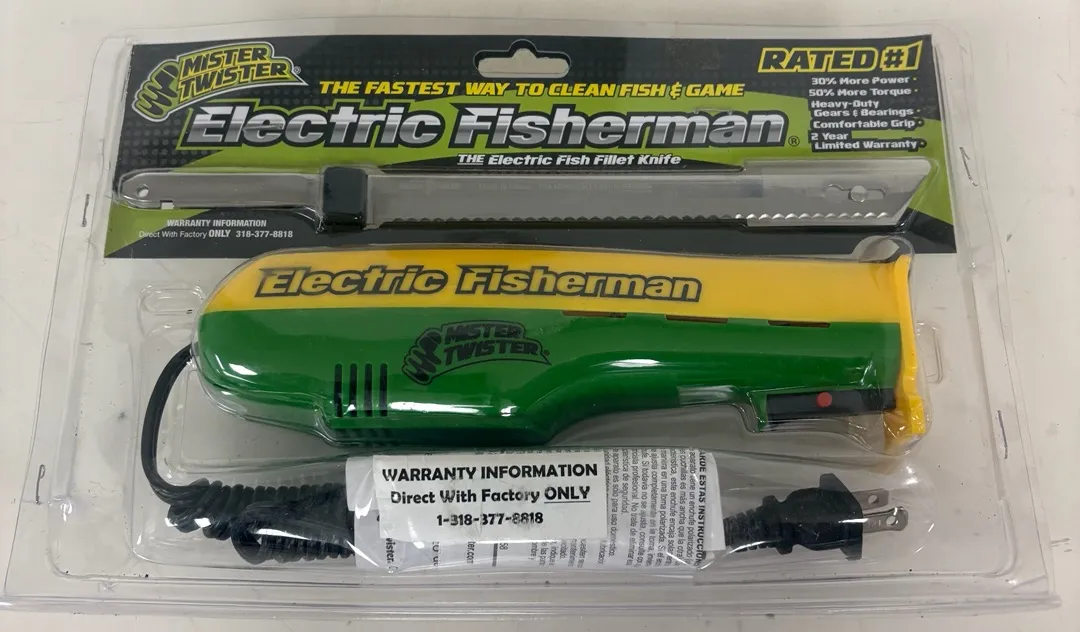 MISTER
TWISTER®
RATED #1
THE FASTEST WAY TO CLEAN FISH & GAME
30% More Power •
50% More Torque •
Heavy-Duty
Gears & Bearings •
Comfortable Grip •
2 Year
Limited Warranty •
Electric Fisherman®
THE Electric Fish Fillet Knife
WARRANTY INFORMATION
Direct With Factory ONLY 318-377-8818
Electric Fisherman
MISTER
TWISTER®
WARRANTY INFORMATION
Direct With Factory ONLY
1-318-377-8818
ARDE ESTAS INSTRUCCIO